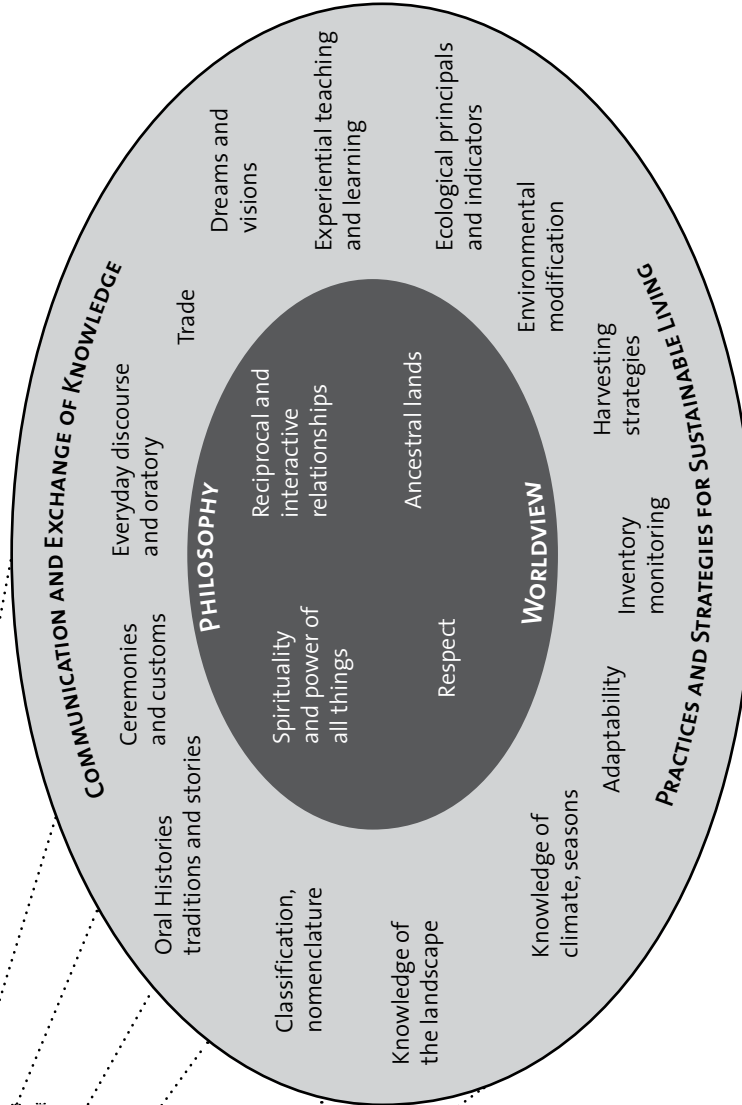 COMMUNICATION AND EXCHANGE OF KNOWLEDGE
Oral Histories
traditions and stories
Ceremonies
and customs
Everyday discourse
and oratory
Trade
Dreams and
visions
Classification,
nomenclature
Experiential teaching
and learning
Knowledge of
the landscape
Ecological principals
and indicators
PHILOSOPHY
Spirituality
and power of
all things
Reciprocal and
interactive
relationships
Respect
Ancestral lands
WORLDVIEW
Knowledge of
climate, seasons
Environmental
modification
Adaptability
Inventory
monitoring
Harvesting
strategies
PRACTICES AND STRATEGIES FOR SUSTAINABLE LIVING